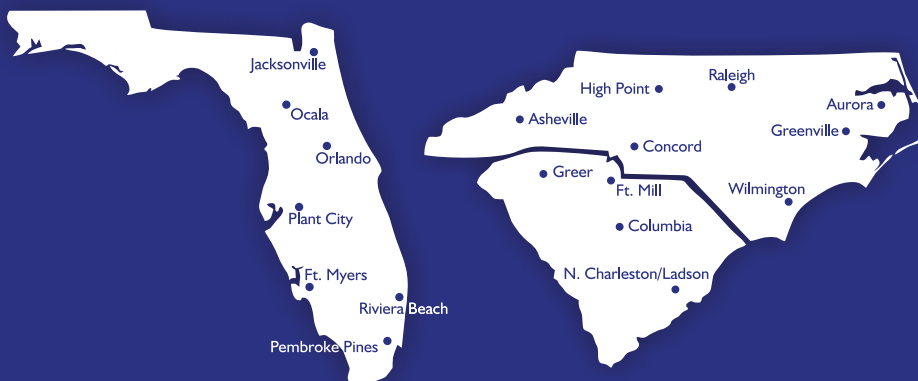 Jacksonville
Ocala
Orlando
Plant City
Ft. Myers
Riviera Beach
Pembroke Pines
High Point
Raleigh
Aurora
Asheville
Greenville
Concord
Greer
Ft. Mill
Wilmington
Columbia
N. Charleston/Ladson